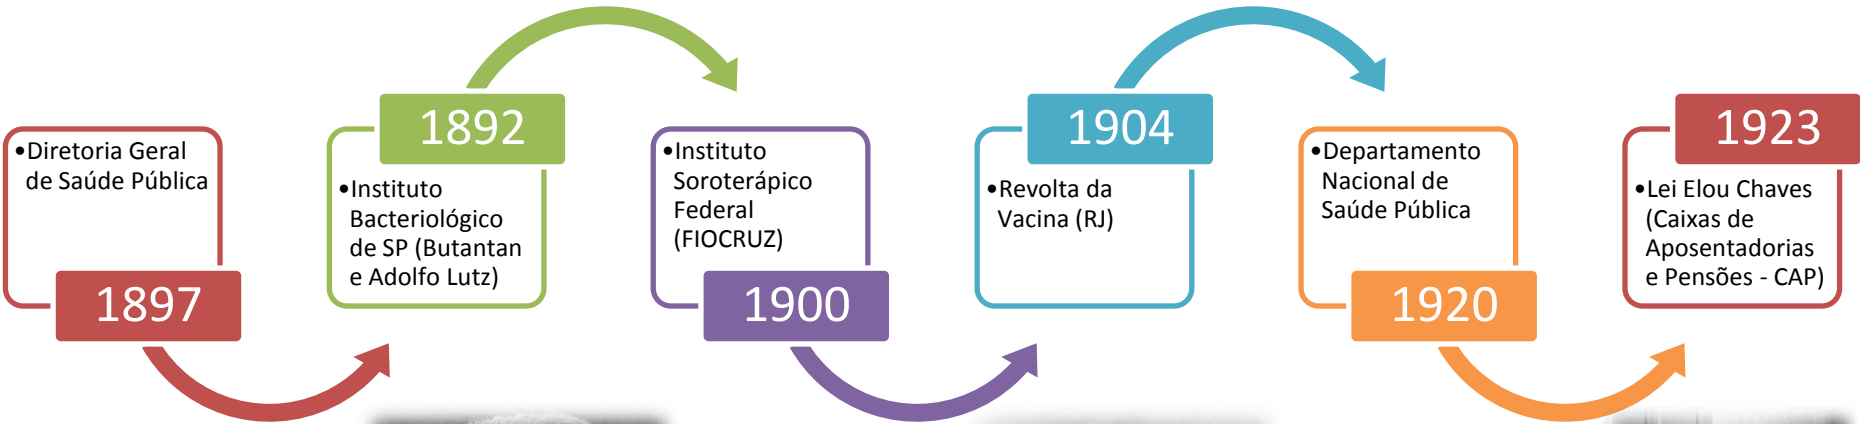 •Diretoria Geral
de Saúde Pública
1897
1892
•Instituto
Bacteriológico
de SP (Butantan
e Adolfo Lutz)
•Instituto
Soroterápico
Federal
(FIOCRUZ)
1900
1904
•Revolta da
Vacina (RJ)
•Departamento
Nacional de
Saúde Pública
1920
1923
•Lei Elou Chaves
(Caixas de
Aposentadorias
e Pensões - CAP)